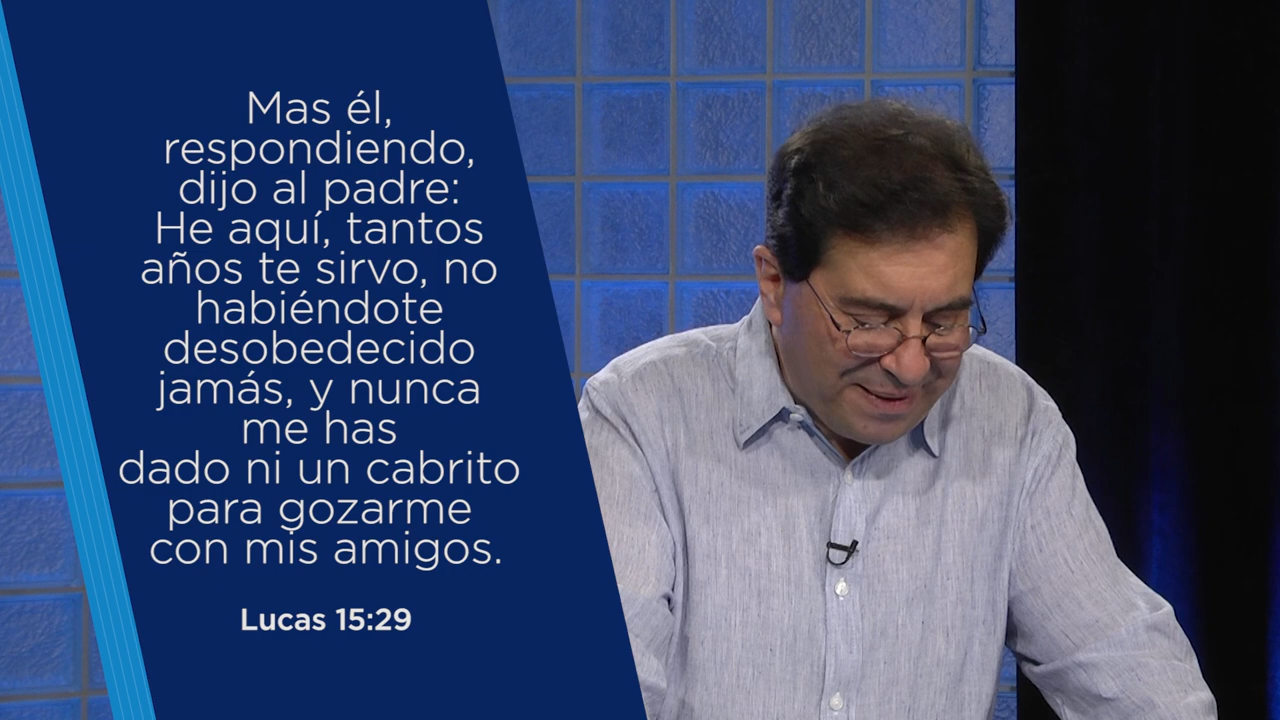 Mas él,
respondiendo,
dijo al padre:
He aquí, tantos
años te sirvo, no
habiéndote
desobedecido
jamás, y nunca
me has
dado ni un cabrito
para gozarme
con mis amigos.
Lucas 15:29